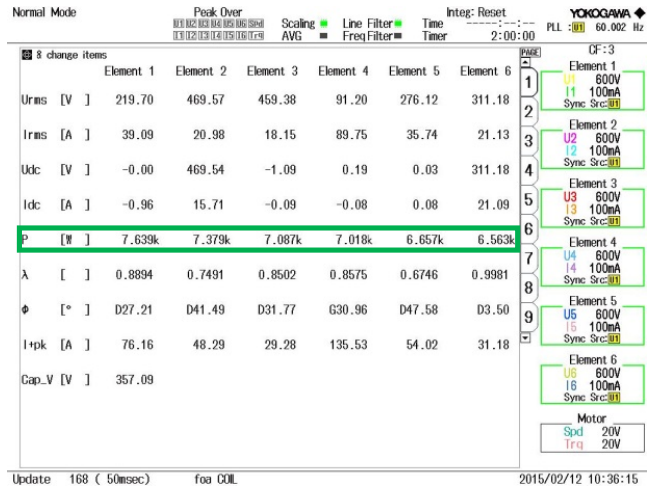 Normal Mode Peak Over Integ: Reset YOKOGAWA
U1 U2 U3 U4 U5 U6 Spd Scaling Line Filter Time -----:--:-- PLL :U1 60.002 Hz
I1 I2 I3 I4 I5 I6 Trq AVG Freq Filter Timer 2:00:00
8 change items PAGE CF:3
Element 1 Element 2 Element 3 Element 4 Element 5 Element 6
Urms [V ] 219.70 469.57 459.38 91.20 276.12 311.18
Irms [A ] 39.09 20.98 18.15 89.75 35.74 21.13
Udc [V ] -0.00 469.54 -1.09 0.19 0.03 311.18
Idc [A ] -0.96 15.71 -0.09 -0.08 0.08 21.09
P [W ] 7.639k 7.379k 7.087k 7.018k 6.657k 6.563k
λ [ ] 0.8894 0.7491 0.8502 0.8575 0.6746 0.9981
Φ [° ] D27.21 D41.49 D31.77 G30.96 D47.58 D3.50
I+pk [A ] 76.16 48.29 29.28 135.53 54.02 31.18
Cap_V [V ] 357.09
1
2
3
4
5
6
7
8
9
Element 1
U1 600V
I1 100mA
Sync Src:U1
Element 2
U2 600V
I2 100mA
Sync Src:U1
Element 3
U3 600V
I3 100mA
Sync Src:U1
Element 4
U4 600V
I4 100mA
Sync Src:U1
Element 5
U5 600V
I5 100mA
Sync Src:U1
Element 6
U6 600V
I6 100mA
Sync Src:U1
Motor
Spd 20V
Trq 20V
Update 168 ( 50msec) foa COIL 2015/02/12 10:36:15